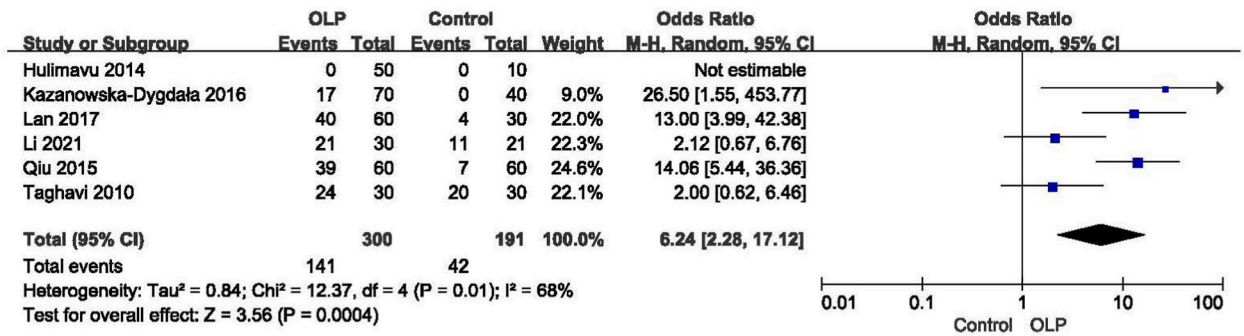 OLP Control Odds Ratio Odds Ratio
Study or Subgroup Events Total Events Total Weight M-H, Random, 95% CI M-H, Random, 95% CI
Hulimavu 2014 0 50 0 10 Not estimable
Kazanowska-Dygdała 2016 17 70 0 40 9.0% 26.50 [1.55, 453.77]
Lan 2017 40 60 4 30 22.0% 13.00 [3.99, 42.38]
Li 2021 21 30 11 21 22.3% 2.12 [0.67, 6.76]
Qiu 2015 39 60 7 60 24.6% 14.06 [5.44, 36.36]
Taghavi 2010 24 30 20 30 22.1% 2.00 [0.62, 6.46]
Total (95% CI) 300 191 100.0% 6.24 [2.28, 17.12]
Total events 141 42
Heterogeneity: Tau² = 0.84; Chi² = 12.37, df = 4 (P = 0.01); I² = 68%
Test for overall effect: Z = 3.56 (P = 0.0004)
0.01 0.1 1 10 100
Control OLP